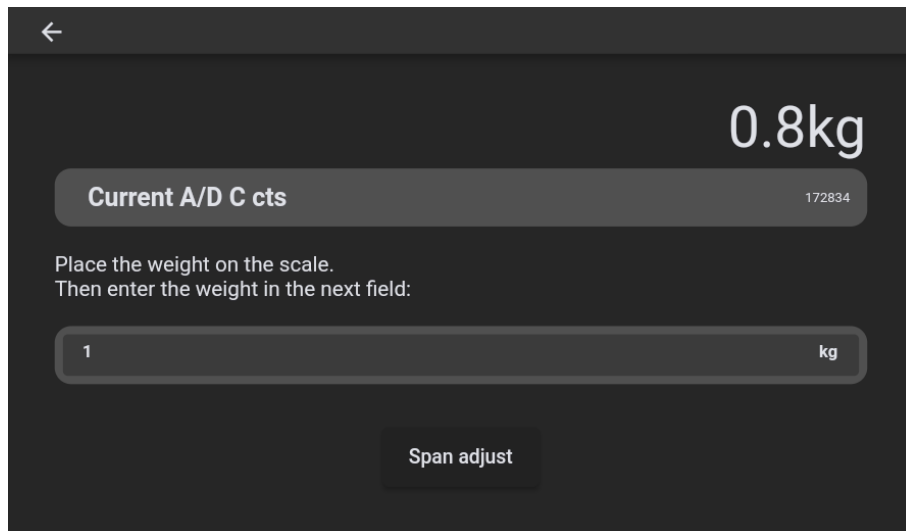 0.8kg
Current A/D C cts 172834
Place the weight on the scale.
Then enter the weight in the next field:
1 kg
Span adjust